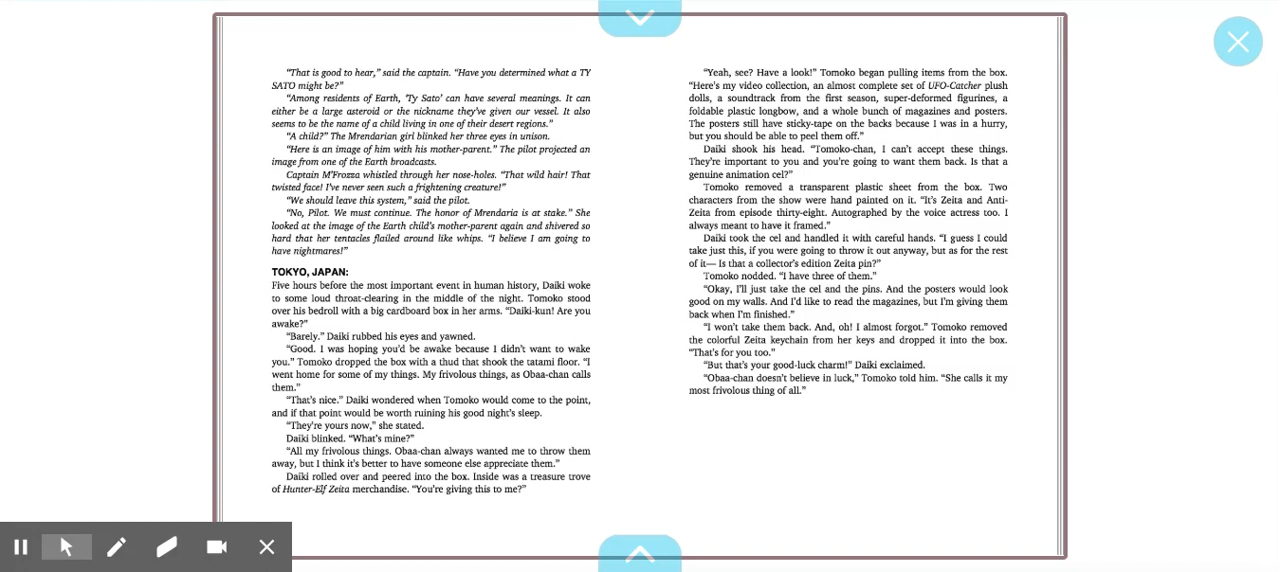 “That is good to hear,” said the captain. “Have you determined what a TY
SATO might be?”
“Among residents of Earth, ‘Ty Sato’ can have several meanings. It can
either be a large asteroid or the nickname they’ve given our vessel. It also
seems to be the name of a child living in one of their desert regions.”
“A child?” The Mrendarian girl blinked her three eyes in unison.
“Here is an image of him with his mother-parent.” The pilot projected an
image from one of the Earth broadcasts.
Captain M’Frozza whistled through her nose-holes. “That wild hair! That
twisted face! I’ve never seen such a frightening creature!”
“We should leave this system,” said the pilot.
“No, Pilot. We must continue. The honor of Mrendaria is at stake.” She
looked at the image of the Earth child’s mother-parent again and shivered so
hard that her tentacles flailed around like whips. “I believe I am going to
have nightmares!”
TOKYO, JAPAN:
Five hours before the most important event in human history, Daiki woke
to some loud throat-clearing in the middle of the night. Tomoko stood
over his bedroll with a big cardboard box in her arms. “Daiki-kun! Are you
awake?”
“Barely.” Daiki rubbed his eyes and yawned.
“Good. I was hoping you’d be awake because I didn’t want to wake
you.” Tomoko dropped the box with a thud that shook the tatami floor. “I
went home for some of my things. My frivolous things, as Obaa-chan calls
them.”
“That’s nice.” Daiki wondered when Tomoko would come to the point,
and if that point would be worth ruining his good night’s sleep.
“They’re yours now,” she stated.
Daiki blinked. “What’s mine?”
“All my frivolous things. Obaa-chan always wanted me to throw them
away, but I think it’s better to have someone else appreciate them.”
Daiki rolled over and peered into the box. Inside was a treasure trove
of Hunter-Elf Zeita merchandise. “You’re giving this to me?”
“Yeah, see? Have a look!” Tomoko began pulling items from the box.
“Here’s my video collection, an almost complete set of UFO-Catcher plush
dolls, a soundtrack from the first season, super-deformed figurines, a
foldable plastic longbow, and a whole bunch of magazines and posters.
The posters still have sticky-tape on the backs because I was in a hurry,
but you should be able to peel them off.”
Daiki shook his head. “Tomoko-chan, I can’t accept these things.
They’re important to you and you’re going to want them back. Is that a
genuine animation cel?”
Tomoko removed a transparent plastic sheet from the box. Two
characters from the show were hand painted on it. “It’s Zeita and Anti-
Zeita from episode thirty-eight. Autographed by the voice actress too. I
always meant to have it framed.”
Daiki took the cel and handled it with careful hands. “I guess I could
take just this, if you were going to throw it out anyway, but as for the rest
of it— Is that a collector’s edition Zeita pin?”
Tomoko nodded. “I have three of them.”
“Okay, I’ll just take the cel and the pins. And the posters would look
good on my walls. And I’d like to read the magazines, but I’m giving them
back when I’m finished.”
“I won’t take them back. And, oh! I almost forgot.” Tomoko removed
the colorful Zeita keychain from her keys and dropped it into the box.
“That’s for you too.”
“But that’s your good-luck charm!” Daiki exclaimed.
“Obaa-chan doesn’t believe in luck,” Tomoko told him. “She calls it my
most frivolous thing of all.”